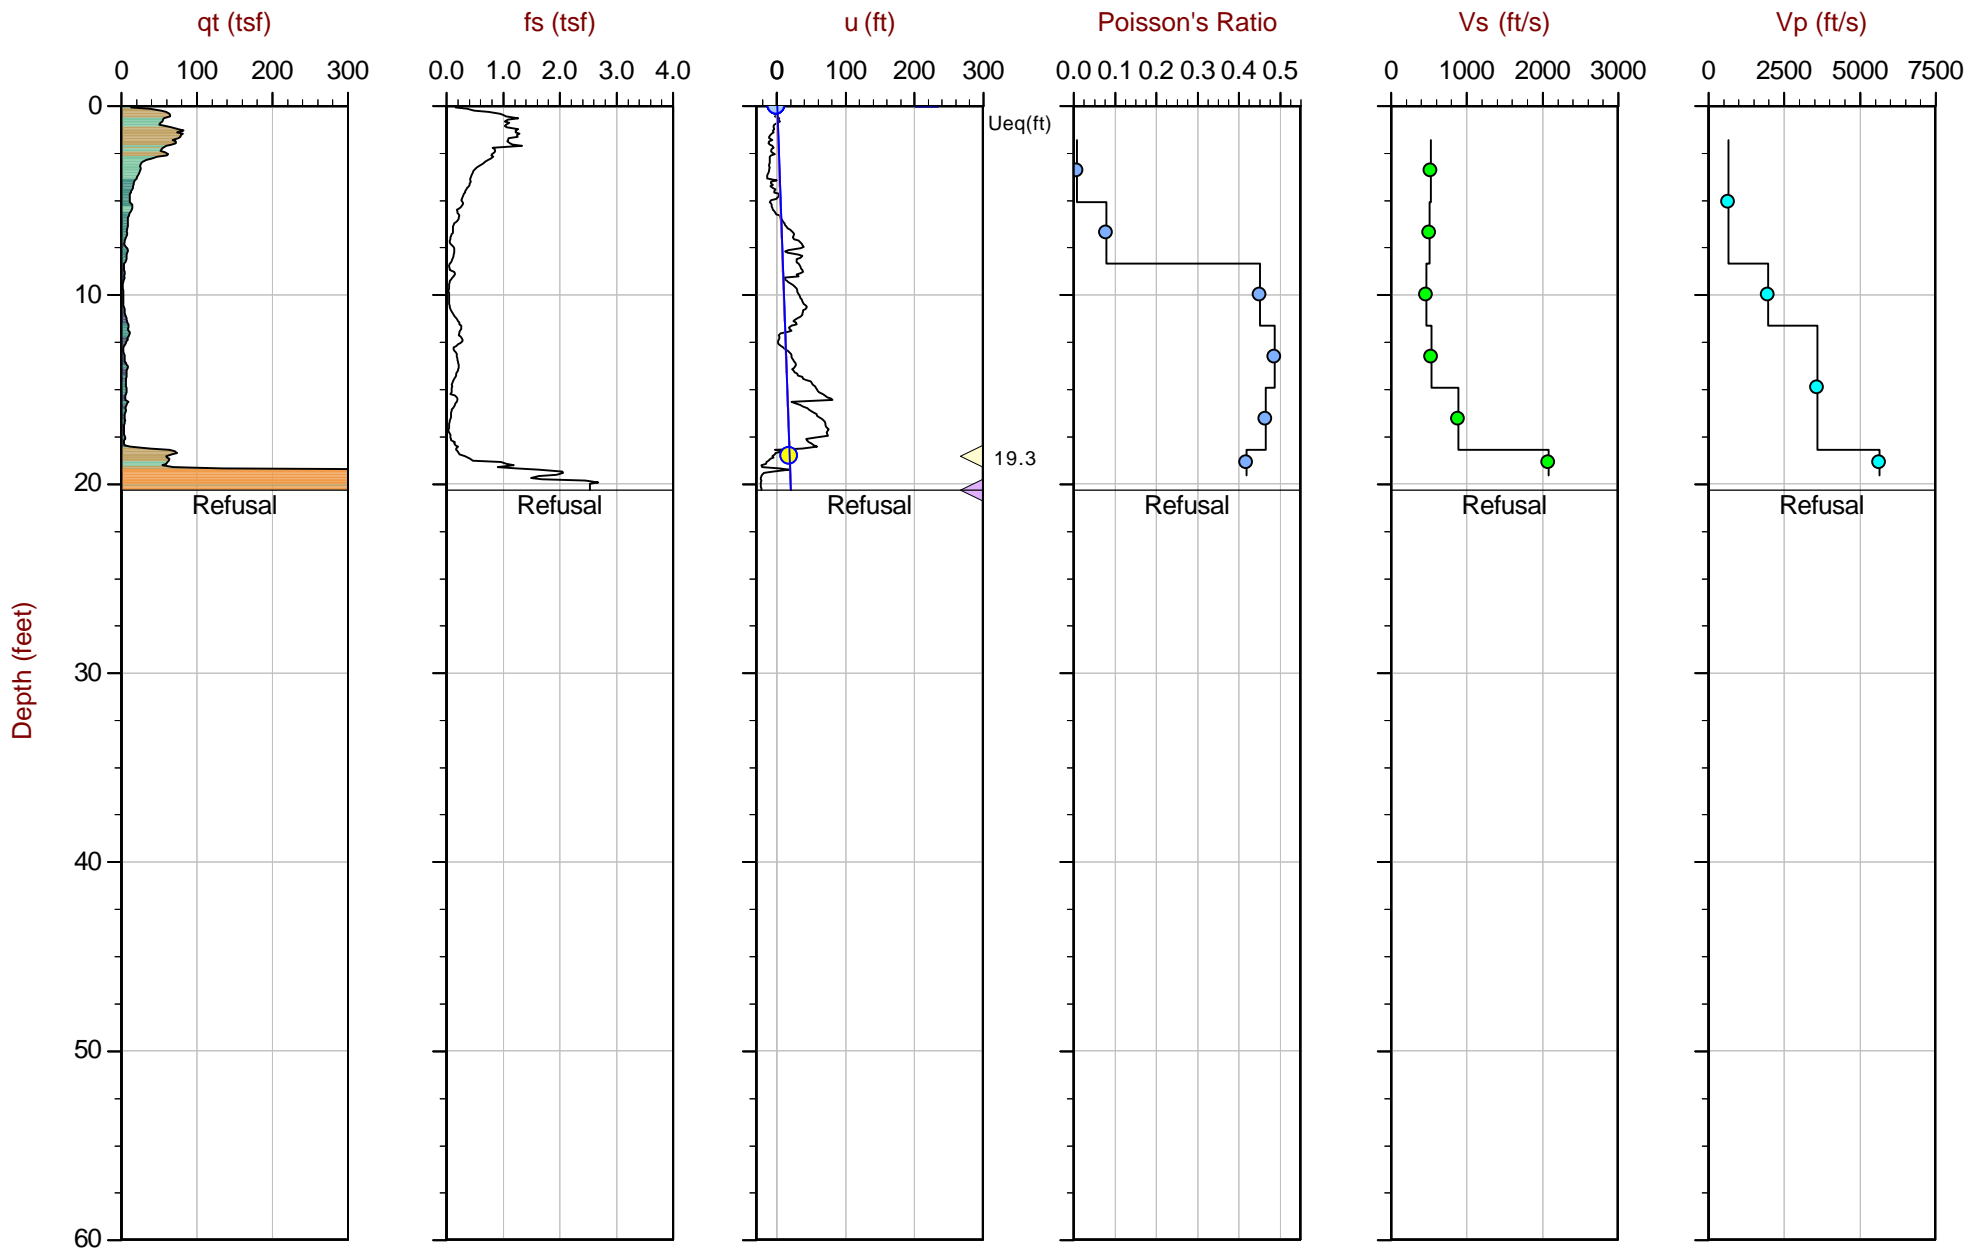 qt (tsf) fs (tsf) u (ft) Poisson's Ratio Vs (ft/s) Vp (ft/s)
0 100 200 300 0.0 1.0 2.0 3.0 4.0 0 0 100 200 300 0.0 0.1 0.2 0.3 0.4 0.5 0 1000 2000 3000 0 2500 5000 7500
0
Ueq(ft)
10
19.3
20
Refusal Refusal Refusal Refusal Refusal Refusal
30
Depth (feet)
40
50
60